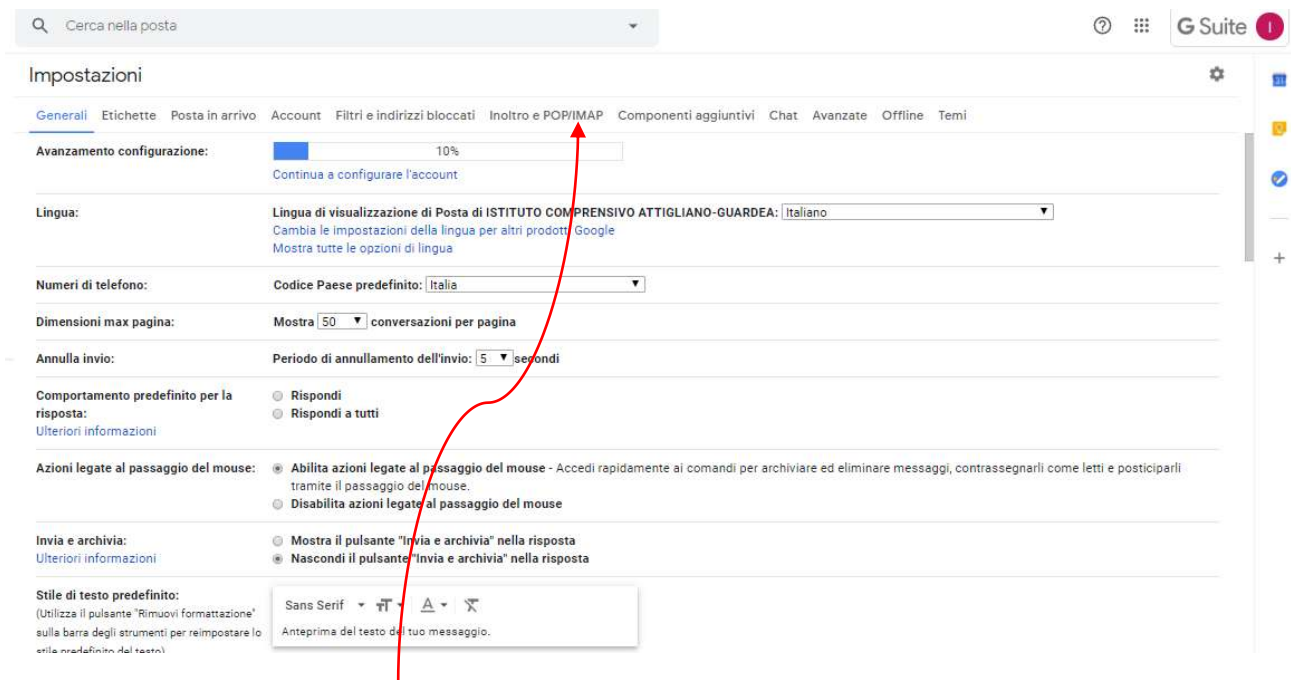 Cerca nella posta
G Suite I
Impostazioni
Generali Etichette Posta in arrivo Account Filtri e indirizzi bloccati Inoltro e POP/IMAP Componenti aggiuntivi Chat Avanzate Offline Temi
31
Avanzamento configurazione: 10%
Continua a configurare l'account
Lingua: Lingua di visualizzazione di Posta di ISTITUTO COMPRENSIVO ATTIGLIANO-GUARDEA: Italiano
Cambia le impostazioni della lingua per altri prodotti Google
Mostra tutte le opzioni di lingua
Numeri di telefono: Codice Paese predefinito: Italia
Dimensioni max pagina: Mostra 50 conversazioni per pagina
Annulla invio: Periodo di annullamento dell'invio: 5 secondi
Comportamento predefinito per la Rispondi
risposta: Rispondi a tutti
Ulteriori informazioni
Azioni legate al passaggio del mouse: Abilita azioni legate al passaggio del mouse - Accedi rapidamente ai comandi per archiviare ed eliminare messaggi, contrassegnarli come letti e posticiparli
tramite il passaggio del mouse.
Disabilita azioni legate al passaggio del mouse
Invia e archivia: Mostra il pulsante "Invia e archivia" nella risposta
Ulteriori informazioni Nascondi il pulsante "Invia e archivia" nella risposta
Stile di testo predefinito:
(Utilizza il pulsante "Rimuovi formattazione" Sans Serif
sulla barra degli strumenti per reimpostare lo Anteprima del testo del tuo messaggio.
stile predefinito del testo)